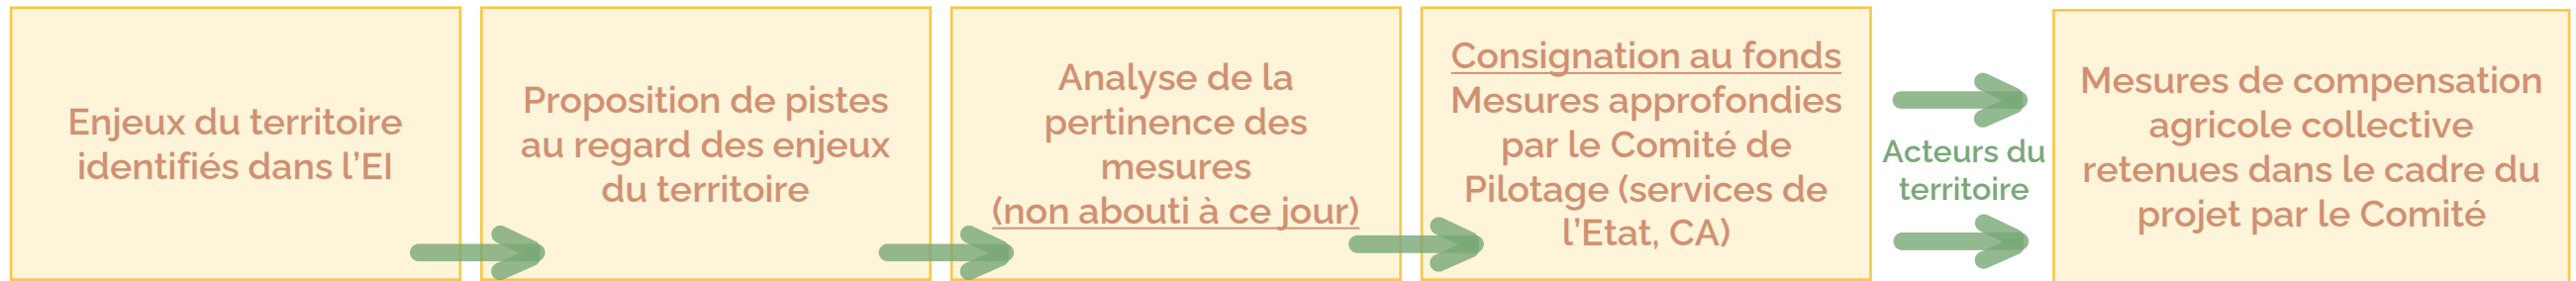 Enjeux du territoire
identifiés dans l’EI
Proposition de pistes
au regard des enjeux
du territoire
Analyse de la
pertinence des
mesures
(non abouti à ce jour)
Consignation au fonds
Mesures approfondies
par le Comité de
Pilotage (services de
l’Etat, CA)
Acteurs du
territoire
Mesures de compensation
agricole collective
retenues dans le cadre du
projet par le Comité